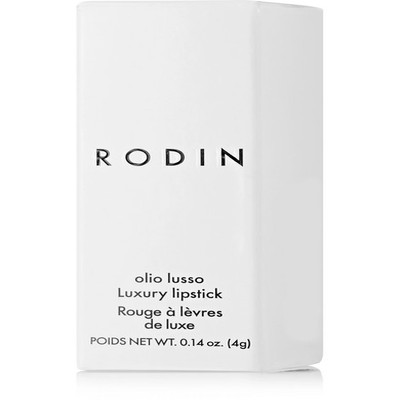 RODIN
olio lusso
Luxury lipstick
Rouge à lèvres
de luxe
POIDS NET WT. 0.14 oz. (4g)